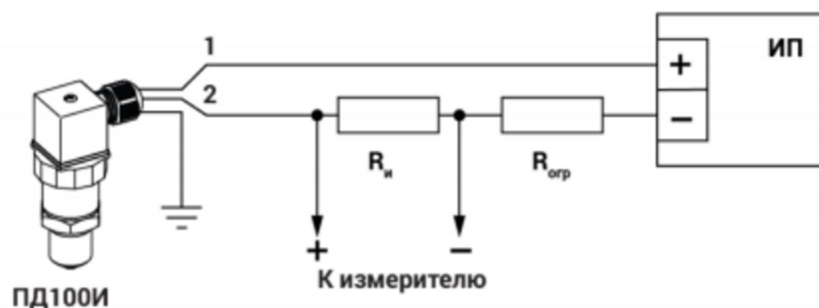 1
ИП
+
2
−
Rи
Rогр
+ −
К измерителю
ПД100И